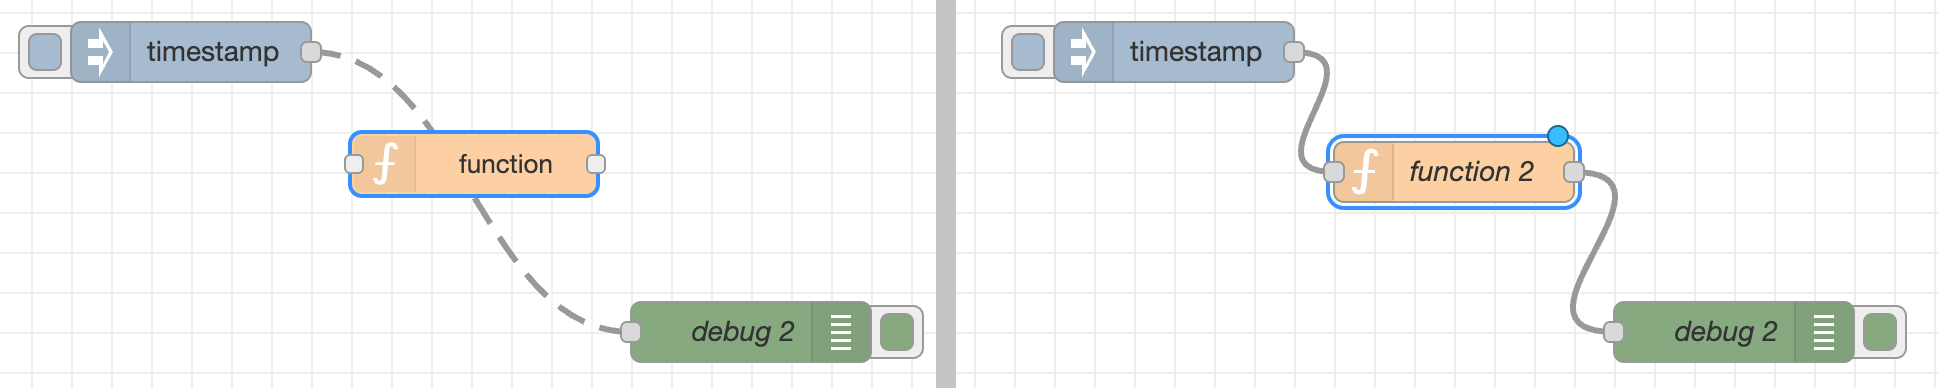 timestamp
function
debug 2
timestamp
function 2
debug 2